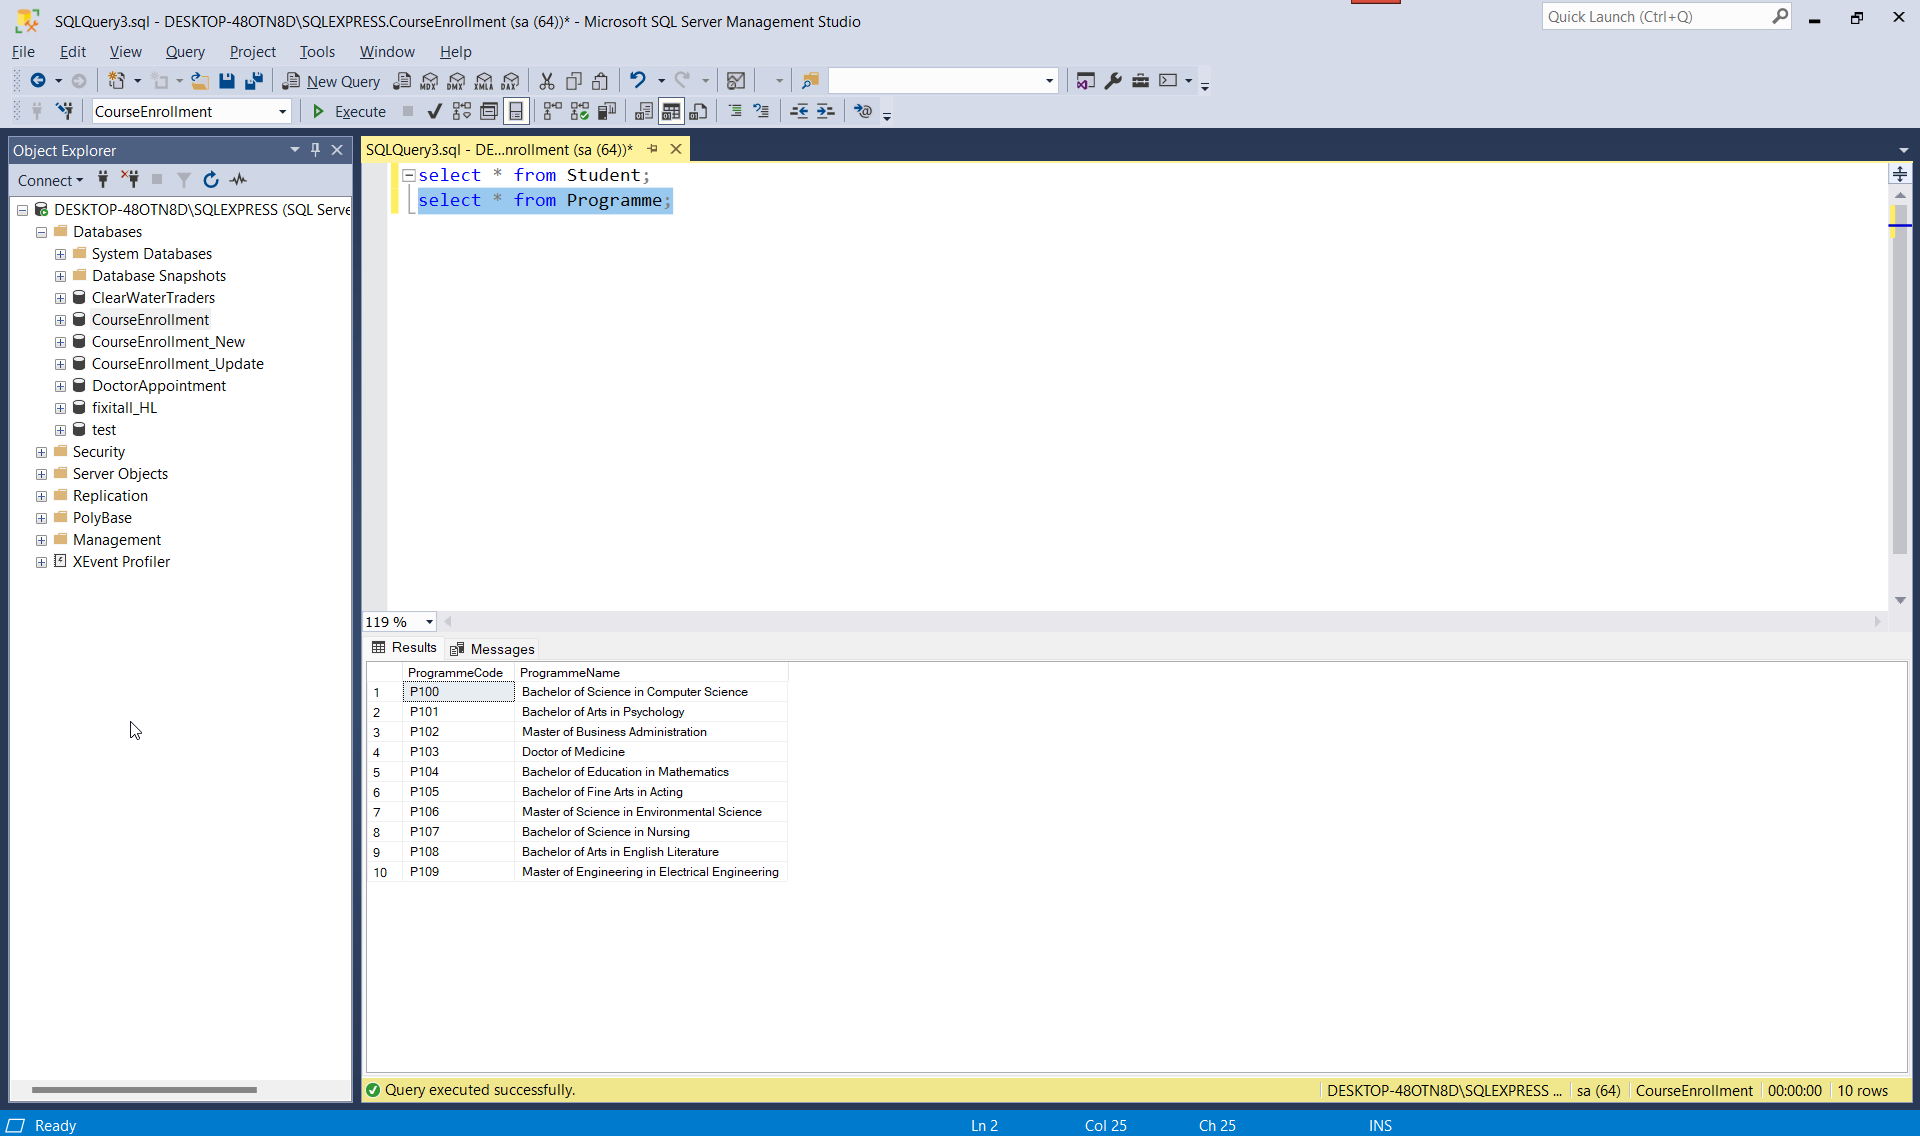 SQLQuery3.sql - DESKTOP-48OTN8D\SQLEXPRESS.CourseEnrollment (sa (64))* - Microsoft SQL Server Management Studio
Quick Launch (Ctrl+Q)
File Edit View Query Project Tools Window Help
New Query MDX DMX XMLA DAX
CourseEnrollment Execute
Object Explorer
Connect
DESKTOP-48OTN8D\SQLEXPRESS (SQL Serve
Databases
System Databases
Database Snapshots
ClearWaterTraders
CourseEnrollment
CourseEnrollment_New
CourseEnrollment_Update
DoctorAppointment
fixitall_HL
test
Security
Server Objects
Replication
PolyBase
Management
XEvent Profiler
SQLQuery3.sql - DE...nrollment (sa (64))*
select * from Student;
select * from Programme;
119 %
Results Messages
ProgrammeCode ProgrammeName
1 P100 Bachelor of Science in Computer Science
2 P101 Bachelor of Arts in Psychology
3 P102 Master of Business Administration
4 P103 Doctor of Medicine
5 P104 Bachelor of Education in Mathematics
6 P105 Bachelor of Fine Arts in Acting
7 P106 Master of Science in Environmental Science
8 P107 Bachelor of Science in Nursing
9 P108 Bachelor of Arts in English Literature
10 P109 Master of Engineering in Electrical Engineering
Query executed successfully. DESKTOP-48OTN8D\SQLEXPRESS ... sa (64) CourseEnrollment 00:00:00 10 rows
Ready Ln 2 Col 25 Ch 25 INS